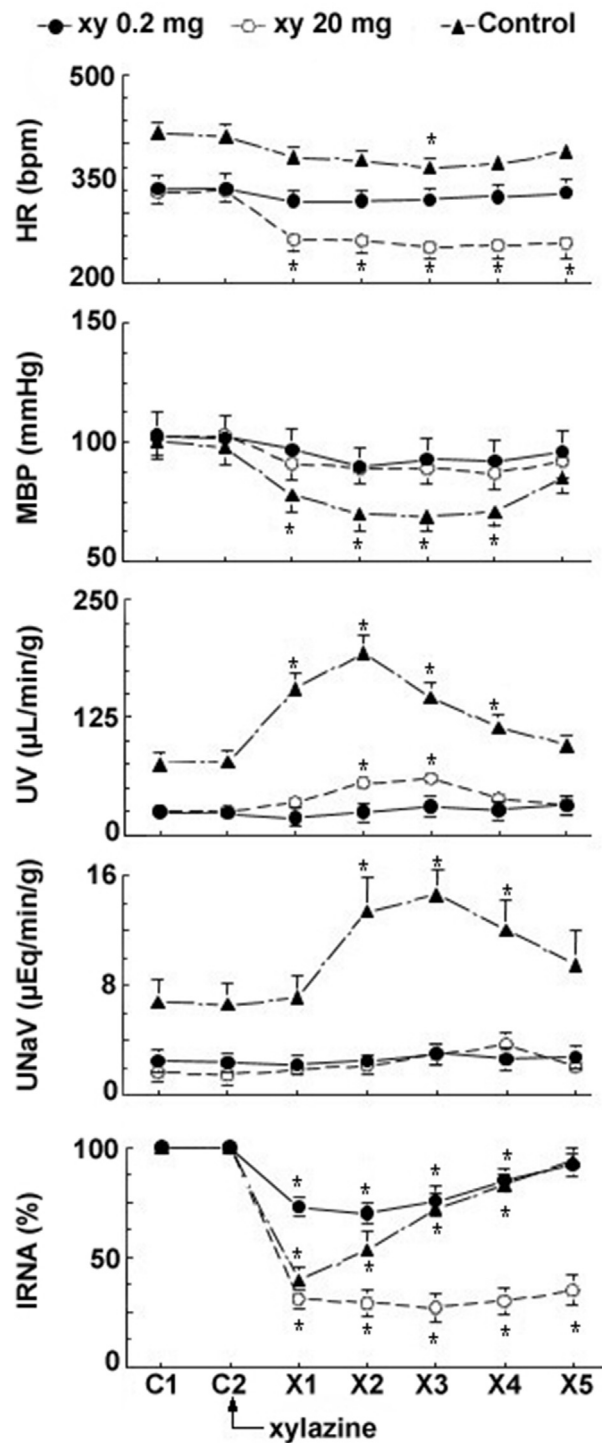 xy 0.2 mg xy 20 mg Control
500
350
200
HR (bpm)
*
* * * * *
150
100
50
MBP (mmHg)
* * * *
250
125
0
UV (µL/min/g)
*
* * *
* *
16
8
0
UNaV (µEq/min/g)
* * *
100
50
0
IRNA (%)
* * * *
* * * *
* * * * *
C1 C2 X1 X2 X3 X4 X5
xylazine